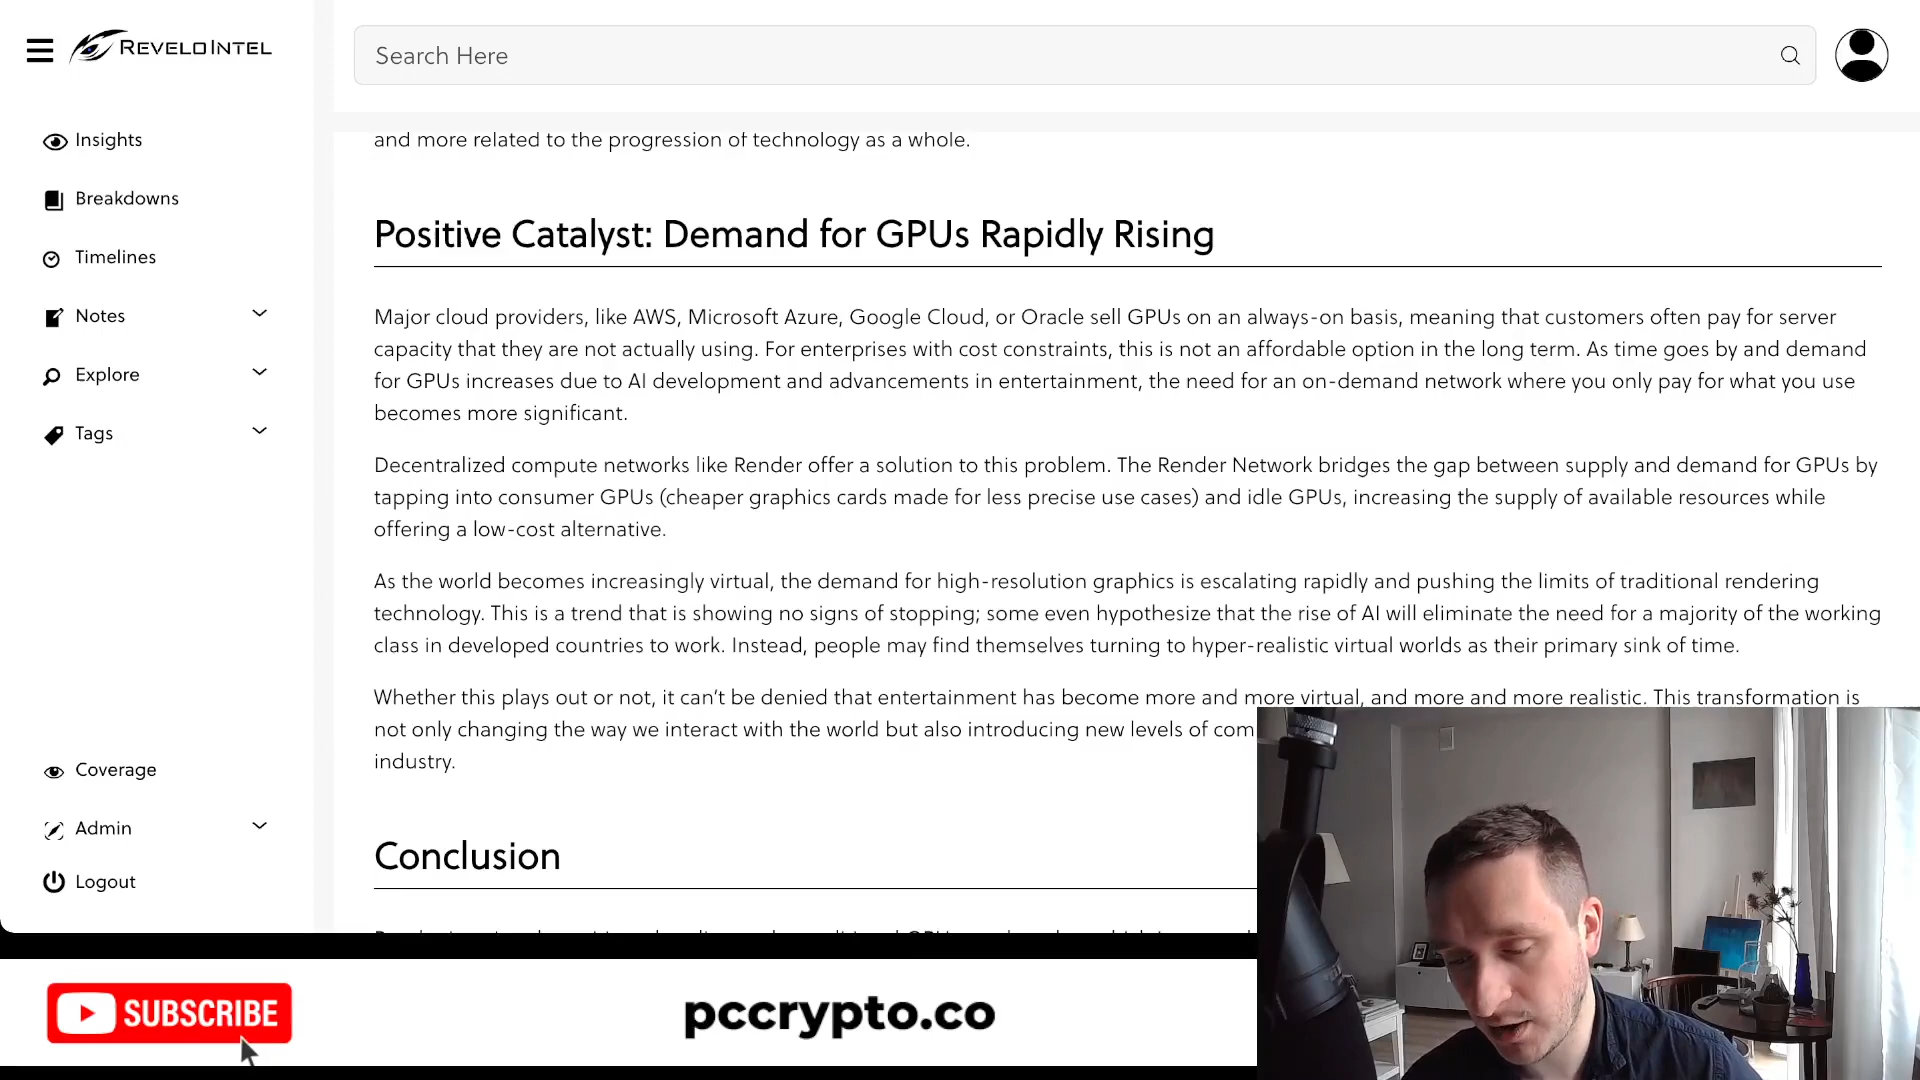 REVELO INTEL
Search Here
Insights
Breakdowns
Timelines
Notes
Explore
Tags
Coverage
Admin
Logout
and more related to the progression of technology as a whole.
Positive Catalyst: Demand for GPUs Rapidly Rising
Major cloud providers, like AWS, Microsoft Azure, Google Cloud, or Oracle sell GPUs on an always-on basis, meaning that customers often pay for server
capacity that they are not actually using. For enterprises with cost constraints, this is not an affordable option in the long term. As time goes by and demand
for GPUs increases due to AI development and advancements in entertainment, the need for an on-demand network where you only pay for what you use
becomes more significant.
Decentralized compute networks like Render offer a solution to this problem. The Render Network bridges the gap between supply and demand for GPUs by
tapping into consumer GPUs (cheaper graphics cards made for less precise use cases) and idle GPUs, increasing the supply of available resources while
offering a low-cost alternative.
As the world becomes increasingly virtual, the demand for high-resolution graphics is escalating rapidly and pushing the limits of traditional rendering
technology. This is a trend that is showing no signs of stopping; some even hypothesize that the rise of AI will eliminate the need for a majority of the working
class in developed countries to work. Instead, people may find themselves turning to hyper-realistic virtual worlds as their primary sink of time.
Whether this plays out or not, it can't be denied that entertainment has become more and more virtual, and more and more realistic. This transformation is
not only changing the way we interact with the world but also introducing new levels of com
industry.
Conclusion
SUBSCRIBE
pccrypto.co